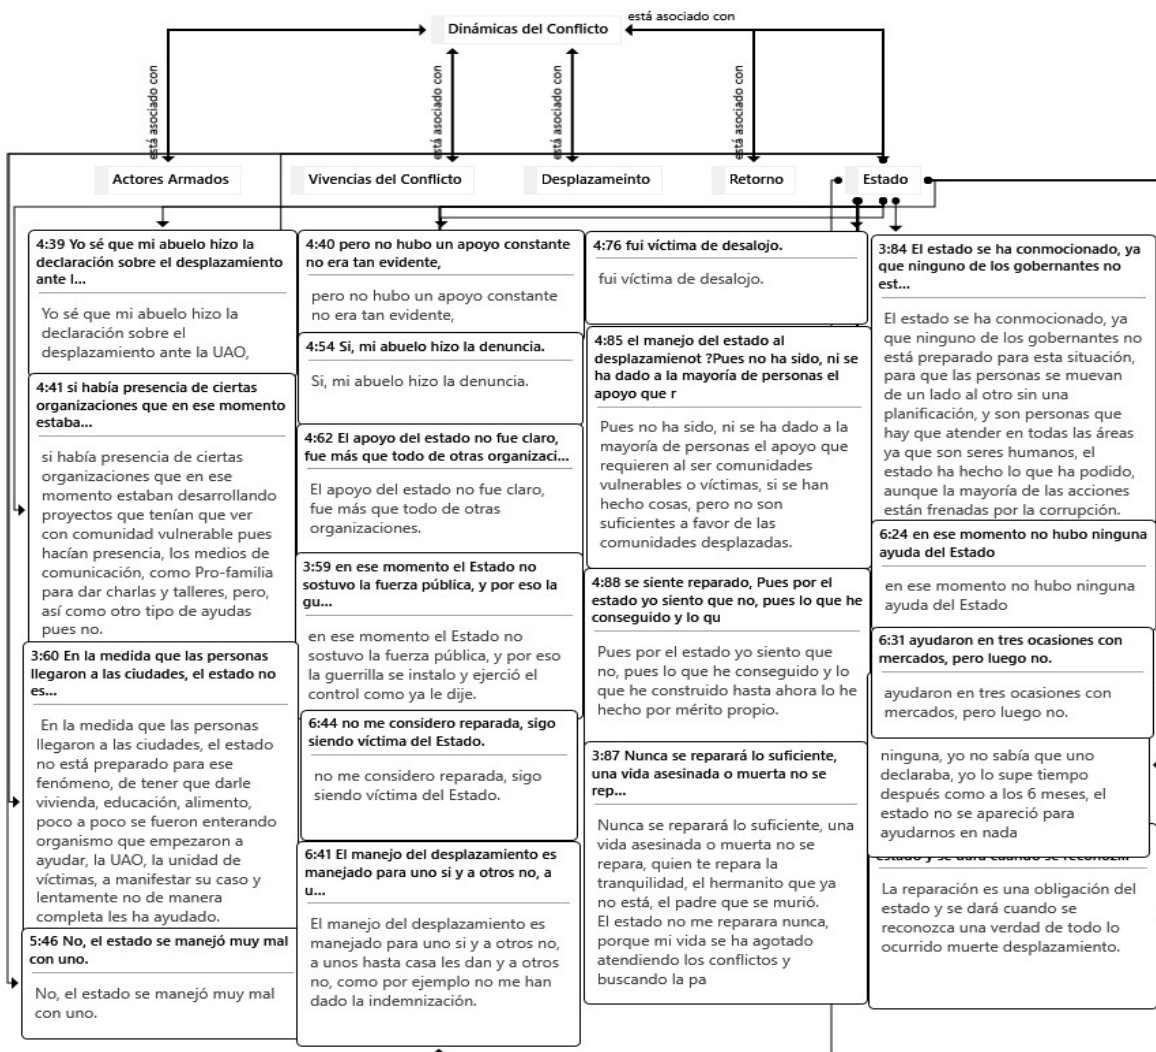 está asociado con
Dinámicas del Conflicto
está asociado con
está asociado con
está asociado con
está asociado con
Actores Armados
Vivencias del Conflicto
Desplazameinto
Retorno
Estado
4:39 Yo sé que mi abuelo hizo la
declaración sobre el desplazamiento
ante l...
Yo sé que mi abuelo hizo la
declaración sobre el
desplazamiento ante la UAO,
4:41 si había presencia de ciertas
organizaciones que en ese momento
estaba...
si había presencia de ciertas
organizaciones que en ese
momento estaban desarrollando
proyectos que tenían que ver
con comunidad vulnerable pues
hacían presencia, los medios de
comunicación, como Pro-familia
para dar charlas y talleres, pero,
así como otro tipo de ayudas
pues no.
3:60 En la medida que las personas
llegaron a las ciudades, el estado no
es...
En la medida que las personas
llegaron a las ciudades, el estado
no está preparado para ese
fenómeno, de tener que darle
vivienda, educación, alimento,
poco a poco se fueron enterando
organismo que empezaron a
ayudar, la UAO, la unidad de
víctimas, a manifestar su caso y
lentamente no de manera
completa les ha ayudado.
5:46 No, el estado se manejó muy mal
con uno.
No, el estado se manejó muy mal
con uno.
4:40 pero no hubo un apoyo constante
no era tan evidente,
pero no hubo un apoyo constante
no era tan evidente,
4:54 Si, mi abuelo hizo la denuncia.
Si, mi abuelo hizo la denuncia.
4:62 El apoyo del estado no fue claro,
fue más que todo de otras organizaci...
El apoyo del estado no fue claro,
fue más que todo de otras
organizaciones.
3:59 en ese momento el Estado no
sostuvo la fuerza pública, y por eso la
gu...
en ese momento el Estado no
sostuvo la fuerza pública, y por eso
la guerrilla se instalo y ejerció el
control como ya le dije.
6:44 no me considero reparada, sigo
siendo víctima del Estado.
no me considero reparada, sigo
siendo víctima del Estado.
6:41 El manejo del desplazamiento es
manejado para uno si y a otros no, a
u...
El manejo del desplazamiento es
manejado para uno si y a otros no,
a unos hasta casa les dan y a otros
no, como por ejemplo no me han
dado la indemnización.
4:76 fui víctima de desalojo.
fui víctima de desalojo.
4:85 el manejo del estado al
desplazamienot ?Pues no ha sido, ni se
ha dado a la mayoría de personas el
apoyo que r
Pues no ha sido, ni se ha dado a la
mayoría de personas el apoyo que
requieren al ser comunidades
vulnerables o víctimas, si se han
hecho cosas, pero no son
suficientes a favor de las
comunidades desplazadas.
4:88 se siente reparado, Pues por el
estado yo siento que no, pues lo que he
conseguido y lo qu
Pues por el estado yo siento que
no, pues lo que he conseguido y lo
que he construido hasta ahora lo he
hecho por mérito propio.
3:87 Nunca se reparará lo suficiente,
una vida asesinada o muerta no se
rep...
Nunca se reparará lo suficiente, una
vida asesinada o muerta no se
repara, quien te repara la
tranquilidad, el hermanito que ya
no está, el padre que se murió.
El estado no me reparara nunca,
porque mi vida se ha agotado
atendiendo los conflictos y
buscando la pa
3:84 El estado se ha conmocionado, ya
que ninguno de los gobernantes no
est...
El estado se ha conmocionado, ya
que ninguno de los gobernantes no
está preparado para esta situación,
para que las personas se muevan
de un lado al otro sin una
planificación, y son personas que
hay que atender en todas las áreas
ya que son seres humanos, el
estado ha hecho lo que ha podido,
aunque la mayoría de las acciones
están frenadas por la corrupción.
6:24 en ese momento no hubo ninguna
ayuda del Estado
en ese momento no hubo ninguna
ayuda del Estado
6:31 ayudaron en tres ocasiones con
mercados, pero luego no.
ayudaron en tres ocasiones con
mercados, pero luego no.
ninguna, yo no sabía que uno
declaraba, yo lo supe tiempo
después como a los 6 meses, el
estado no se apareció para
ayudarnos en nada
estado y se dará cuando se reconoz...
La reparación es una obligación del
estado y se dará cuando se
reconozca una verdad de todo lo
ocurrido muerte desplazamiento.